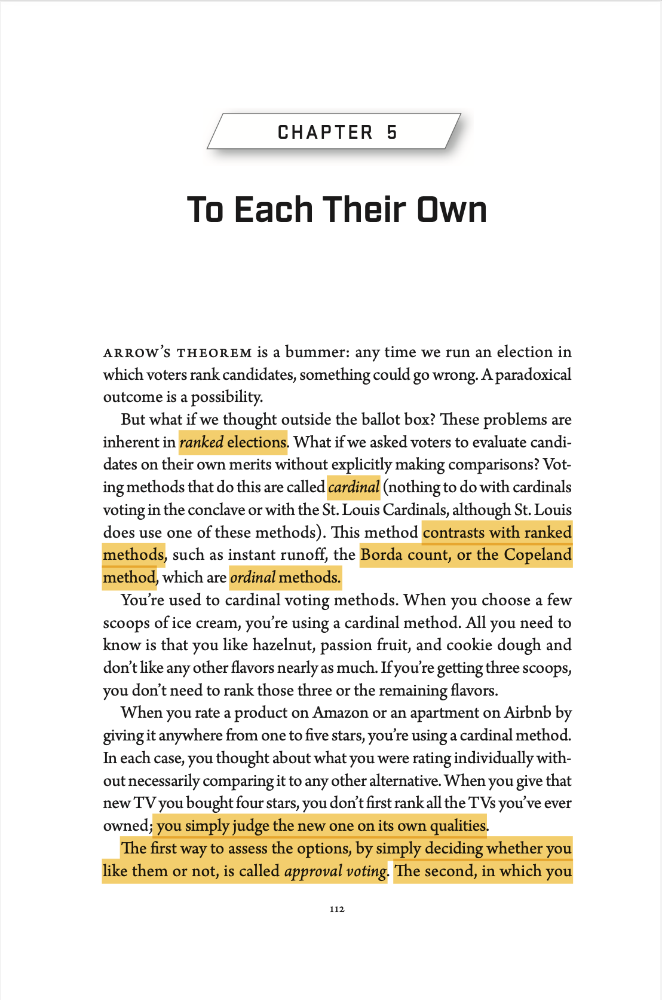 CHAPTER 5
To Each Their Own
ARROW’S THEOREM is a bummer: any time we run an election in
which voters rank candidates, something could go wrong. A paradoxical
outcome is a possibility.
But what if we thought outside the ballot box? These problems are
inherent in ranked elections. What if we asked voters to evaluate candi-
dates on their own merits without explicitly making comparisons? Vot-
ing methods that do this are called cardinal (nothing to do with cardinals
voting in the conclave or with the St. Louis Cardinals, although St. Louis
does use one of these methods). This method contrasts with ranked
methods, such as instant runoff, the Borda count, or the Copeland
method, which are ordinal methods.
You’re used to cardinal voting methods. When you choose a few
scoops of ice cream, you’re using a cardinal method. All you need to
know is that you like hazelnut, passion fruit, and cookie dough and
don’t like any other flavors nearly as much. If you’re getting three scoops,
you don’t need to rank those three or the remaining flavors.
When you rate a product on Amazon or an apartment on Airbnb by
giving it anywhere from one to five stars, you’re using a cardinal method.
In each case, you thought about what you were rating individually with-
out necessarily comparing it to any other alternative. When you give that
new TV you bought four stars, you don’t first rank all the TVs you’ve ever
owned; you simply judge the new one on its own qualities.
The first way to assess the options, by simply deciding whether you
like them or not, is called approval voting. The second, in which you
112